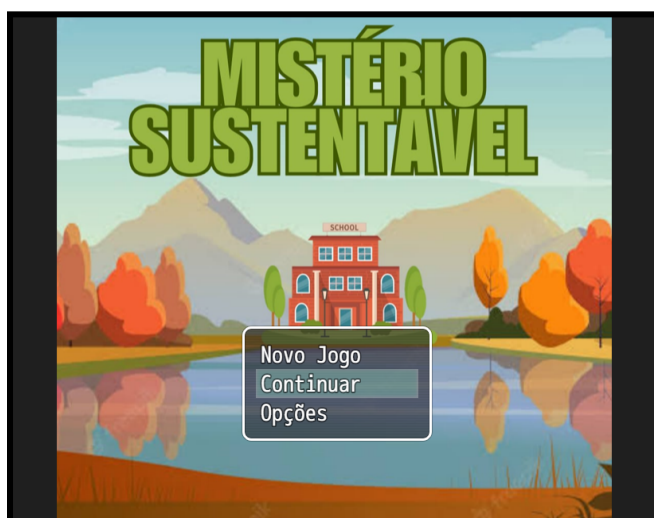 MISTÉRIO
SUSTENTAVEL
SCHOOL
Novo Jogo
Continuar
Opções